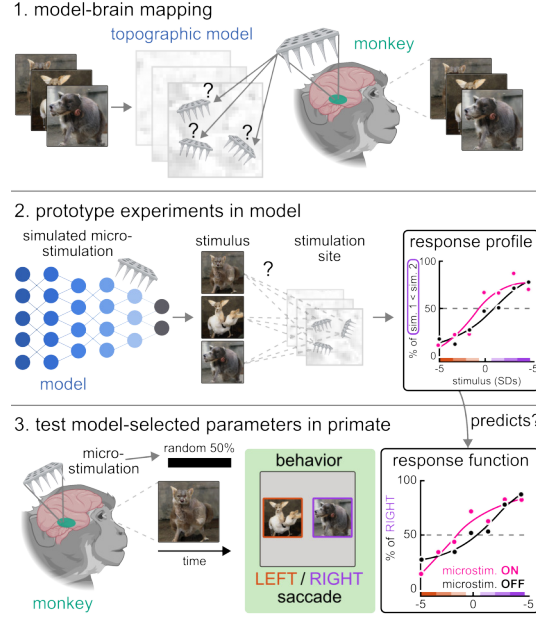 1. model-brain mapping
topographic model
monkey
?
?
?
2. prototype experiments in model
simulated micro-
stimulation
stimulus
stimulation
site
?
model
response profile
% of sim. 1 < sim. 2
100
50
0
-5
0
-5
stimulus (SDs)
predicts?
3. test model-selected parameters in primate
micro-
stimulation
random 50%
time
monkey
behavior
LEFT / RIGHT
saccade
response function
% of RIGHT
100
50
0
microstim. ON
microstim. OFF
-5
0
-5